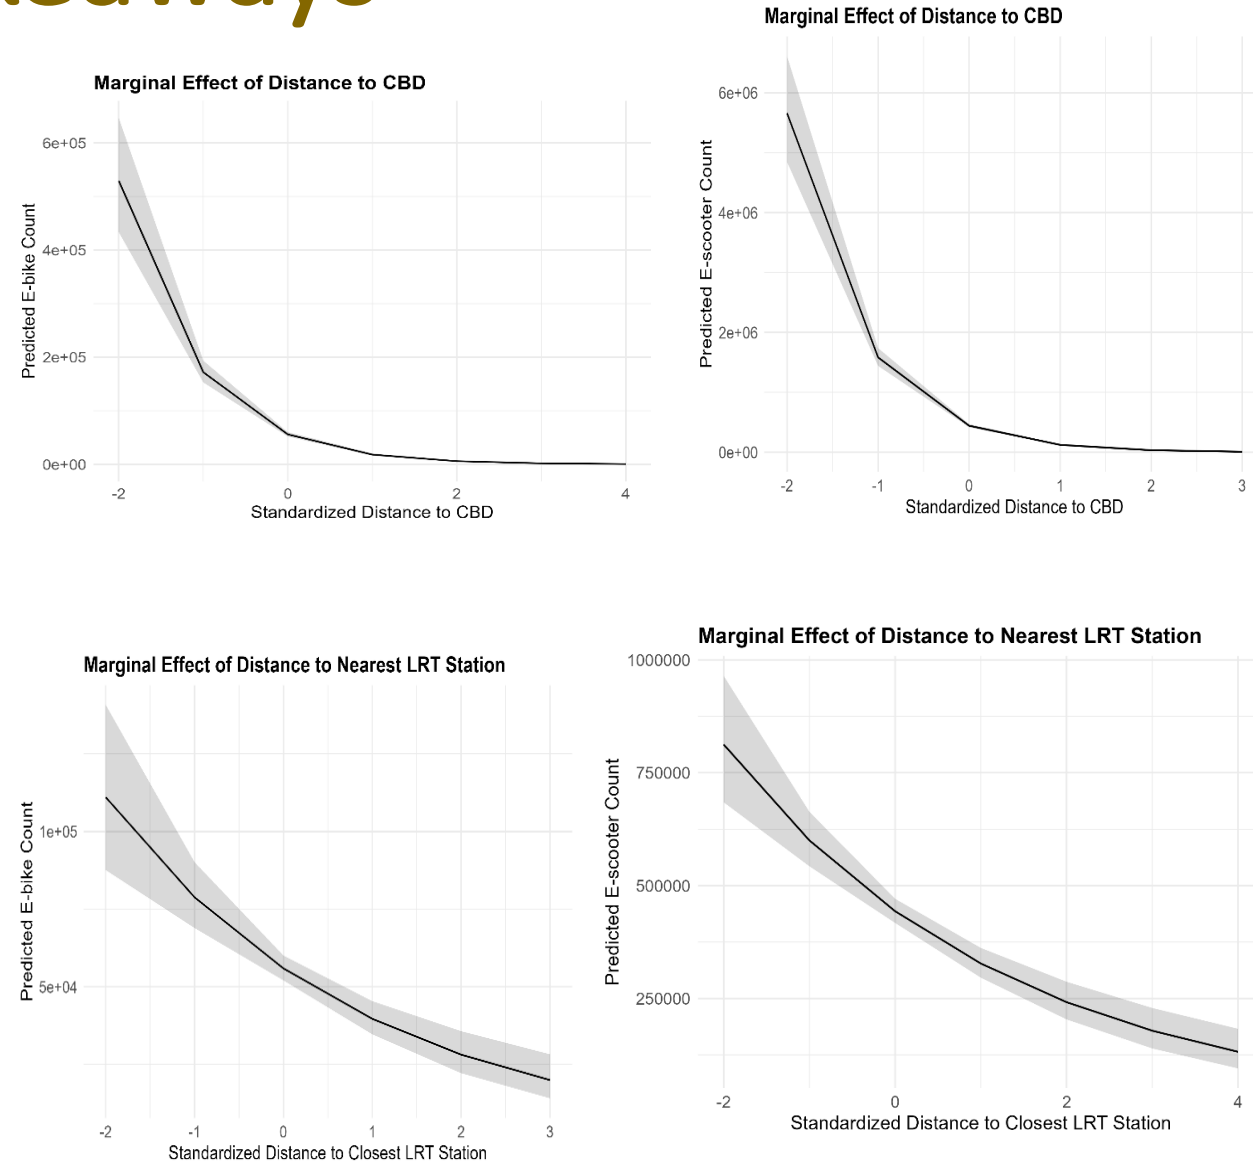 Marginal Effect of Distance to CBD
Predicted E-bike Count
6e+05
4e+05
2e+05
0e+00
-2 0 2 4
Standardized Distance to CBD
Marginal Effect of Distance to CBD
Predicted E-scooter Count
6e+06
4e+06
2e+06
0e+00
-2 -1 0 1 2 3
Standardized Distance to CBD
Marginal Effect of Distance to Nearest LRT Station
Predicted E-bike Count
1e+05
5e+04
-2 -1 0 1 2 3
Standardized Distance to Closest LRT Station
Marginal Effect of Distance to Nearest LRT Station
Predicted E-scooter Count
1000000
750000
500000
250000
-2 0 2 4
Standardized Distance to Closest LRT Station